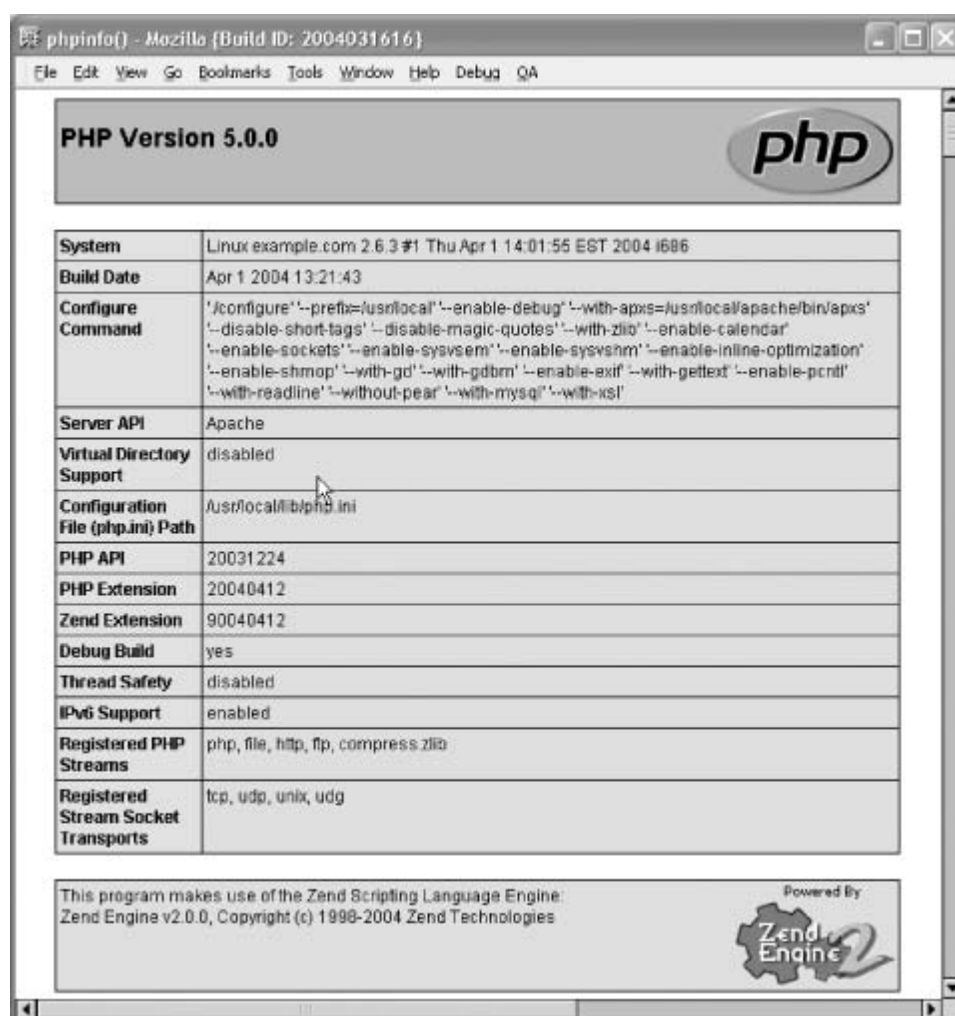 phpinfo() - Mozilla {Build ID: 2004031616}
File Edit View Go Bookmarks Tools Window Help Debug QA
PHP Version 5.0.0
php
System Linux example.com 2.6.3 #1 Thu Apr 1 14:01:55 EST 2004 i686
Build Date Apr 1 2004 13:21:43
Configure Command './configure' '--prefix=/usr/local' '--enable-debug' '--with-apxs=/usr/local/apache/bin/apxs'
'--disable-short-tags' '--disable-magic-quotes' '--with-zlib' '--enable-calendar'
'--enable-sockets' '--enable-sysvsem' '--enable-sysvshm' '--enable-inline-optimization'
'--enable-shmop' '--with-gd' '--with-gdbm' '--enable-exif' '--with-gettext' '--enable-pcntl'
'--with-readline' '--without-pear' '--with-mysql' '--with-xsl'
Server API Apache
Virtual Directory Support disabled
Configuration File (php.ini) Path /usr/local/lib/php.ini
PHP API 20031224
PHP Extension 20040412
Zend Extension 90040412
Debug Build yes
Thread Safety disabled
IPv6 Support enabled
Registered PHP Streams php, file, http, ftp, compress.zlib
Registered Stream Socket Transports tcp, udp, unix, udg
This program makes use of the Zend Scripting Language Engine:
Zend Engine v2.0.0, Copyright (c) 1998-2004 Zend Technologies
Powered By
Zend
Engine 2